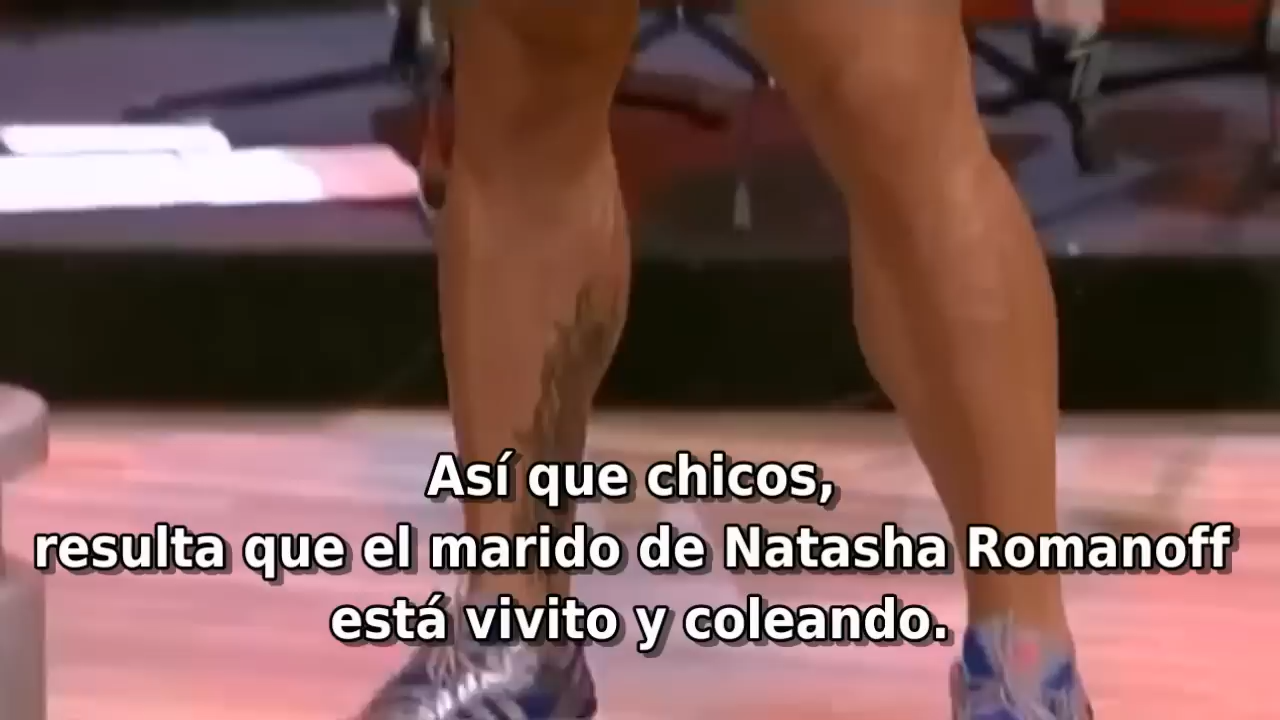 Así que chicos,
resulta que el marido de Natasha Romanoff
está vivito y coleando.